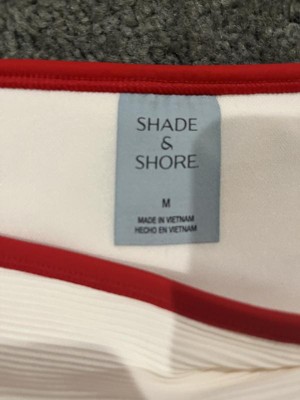 SHADE
&
SHORE
M
MADE IN VIETNAM
HECHO EN VIETNAM